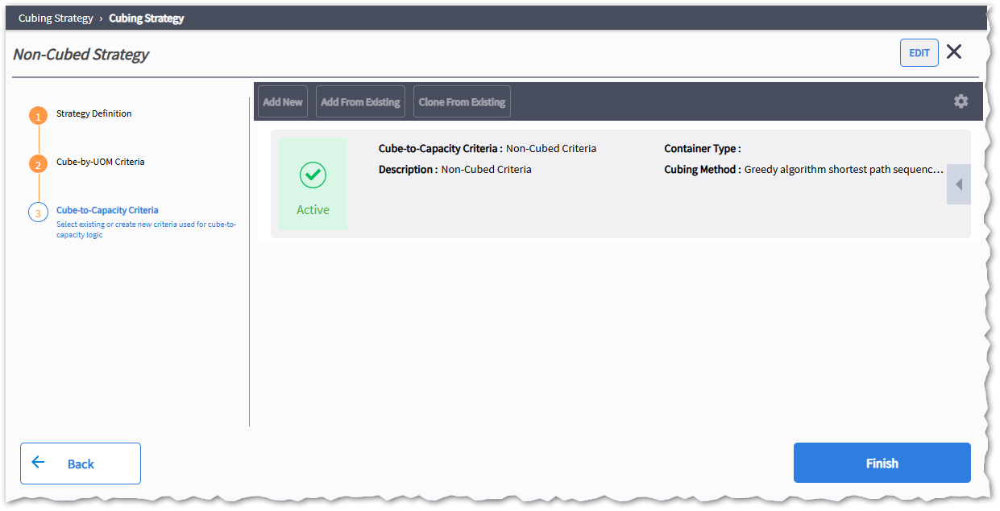 Cubing Strategy › Cubing Strategy
Non-Cubed Strategy
EDIT
1 Strategy Definition
2 Cube-by-UOM Criteria
3 Cube-to-Capacity Criteria
Select existing or create new criteria used for cube-to-
capacity logic
Add New Add From Existing Clone From Existing
Active
Cube-to-Capacity Criteria : Non-Cubed Criteria
Description : Non-Cubed Criteria
Container Type :
Cubing Method : Greedy algorithm shortest path sequenc...
Back
Finish